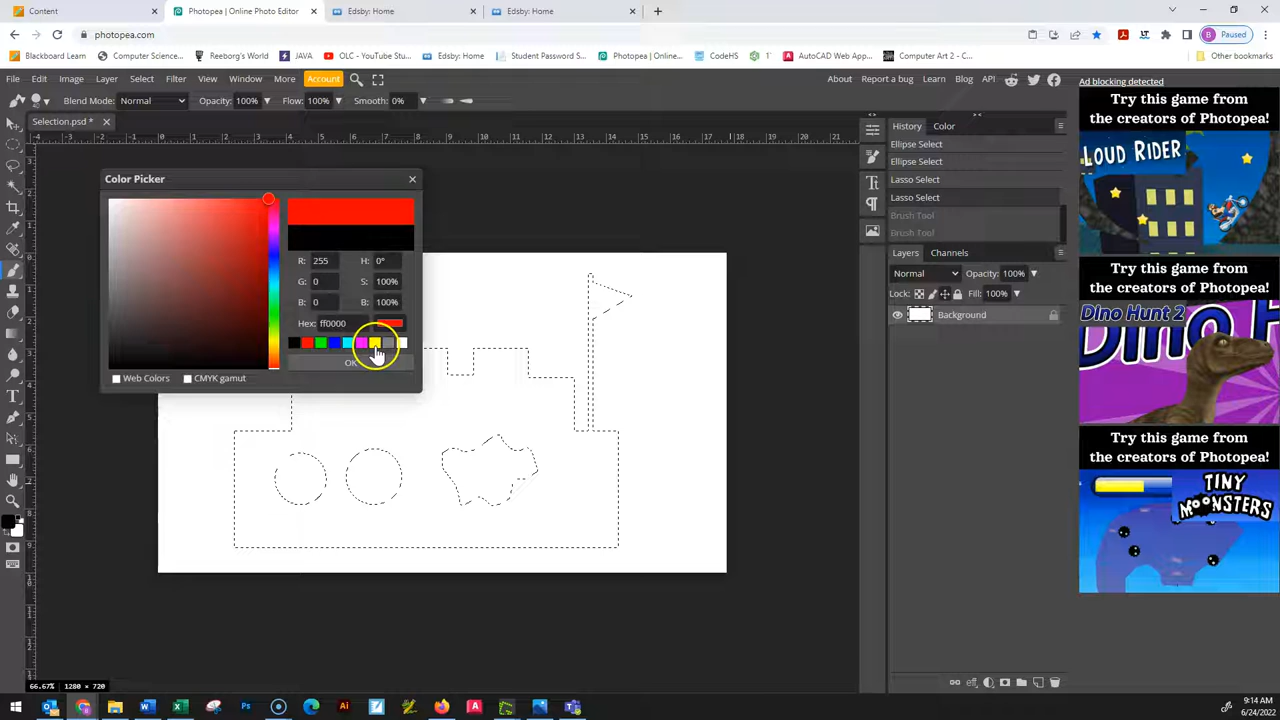 Content
Photopea | Online Photo Editor
Edsby: Home
Edsby: Home
photopea.com
Paused
Blackboard Learn
Computer Science...
Reeborg's World
JAVA
OLC - YouTube Stu...
Edsby: Home
Student Password S...
Photopea | Online...
CodeHS
AutoCAD Web App...
Computer Art 2 - C...
Other bookmarks
File Edit Image Layer Select Filter View Window More Account
About Report a bug Learn Blog API
Ad blocking detected
Blend Mode: Normal Opacity: 100% Flow: 100% Smooth: 0%
Selection.psd *
Color Picker
R: 255 H: 0°
G: 0 S: 100%
B: 0 B: 100%
Hex: ff0000
OK
Web Colors CMYK gamut
66.67% 1280 × 720
History Color
Ellipse Select
Ellipse Select
Lasso Select
Lasso Select
Brush Tool
Brush Tool
Layers Channels
Normal Opacity: 100%
Lock: Fill: 100%
Background
Try this game from
the creators of Photopea!
LOUD RIDER
Try this game from
the creators of Photopea!
Dino Hunt 2
Try this game from
the creators of Photopea!
TINY
MONSTERS
9:14 AM
6/24/2022